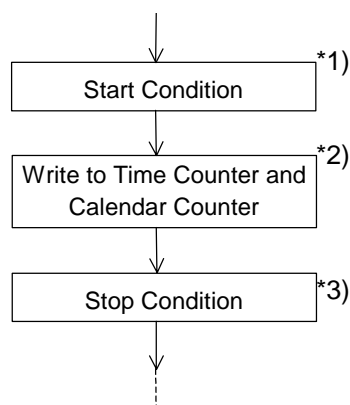 *1)
Start Condition
*2)
Write to Time Counter and
Calendar Counter
*3)
Stop Condition